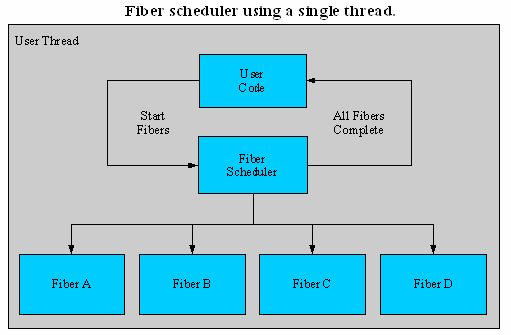 Fiber scheduler using a single thread.
User Thread
User
Code
Start
Fibers
All Fibers
Complete
Fiber
Scheduler
Fiber A
Fiber B
Fiber C
Fiber D